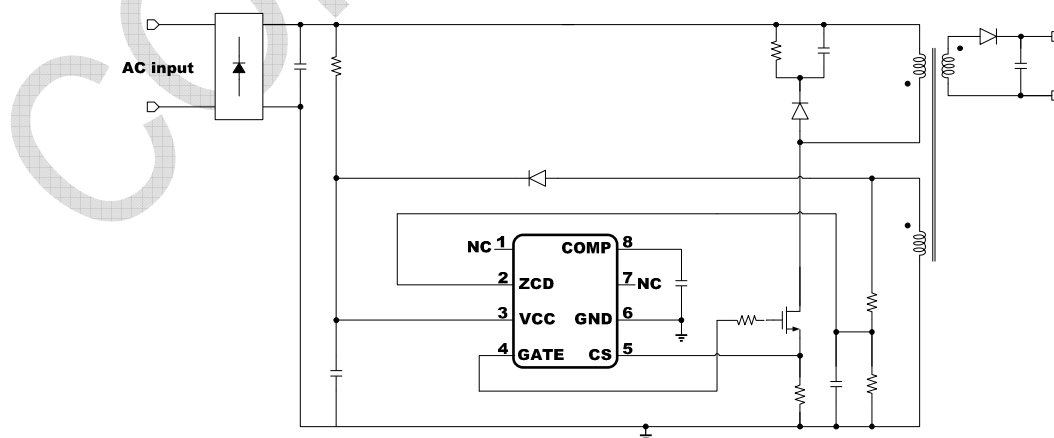 AC input
NC 1
COMP 8
2 ZCD
7 NC
3 VCC
GND 6
4 GATE
CS 5